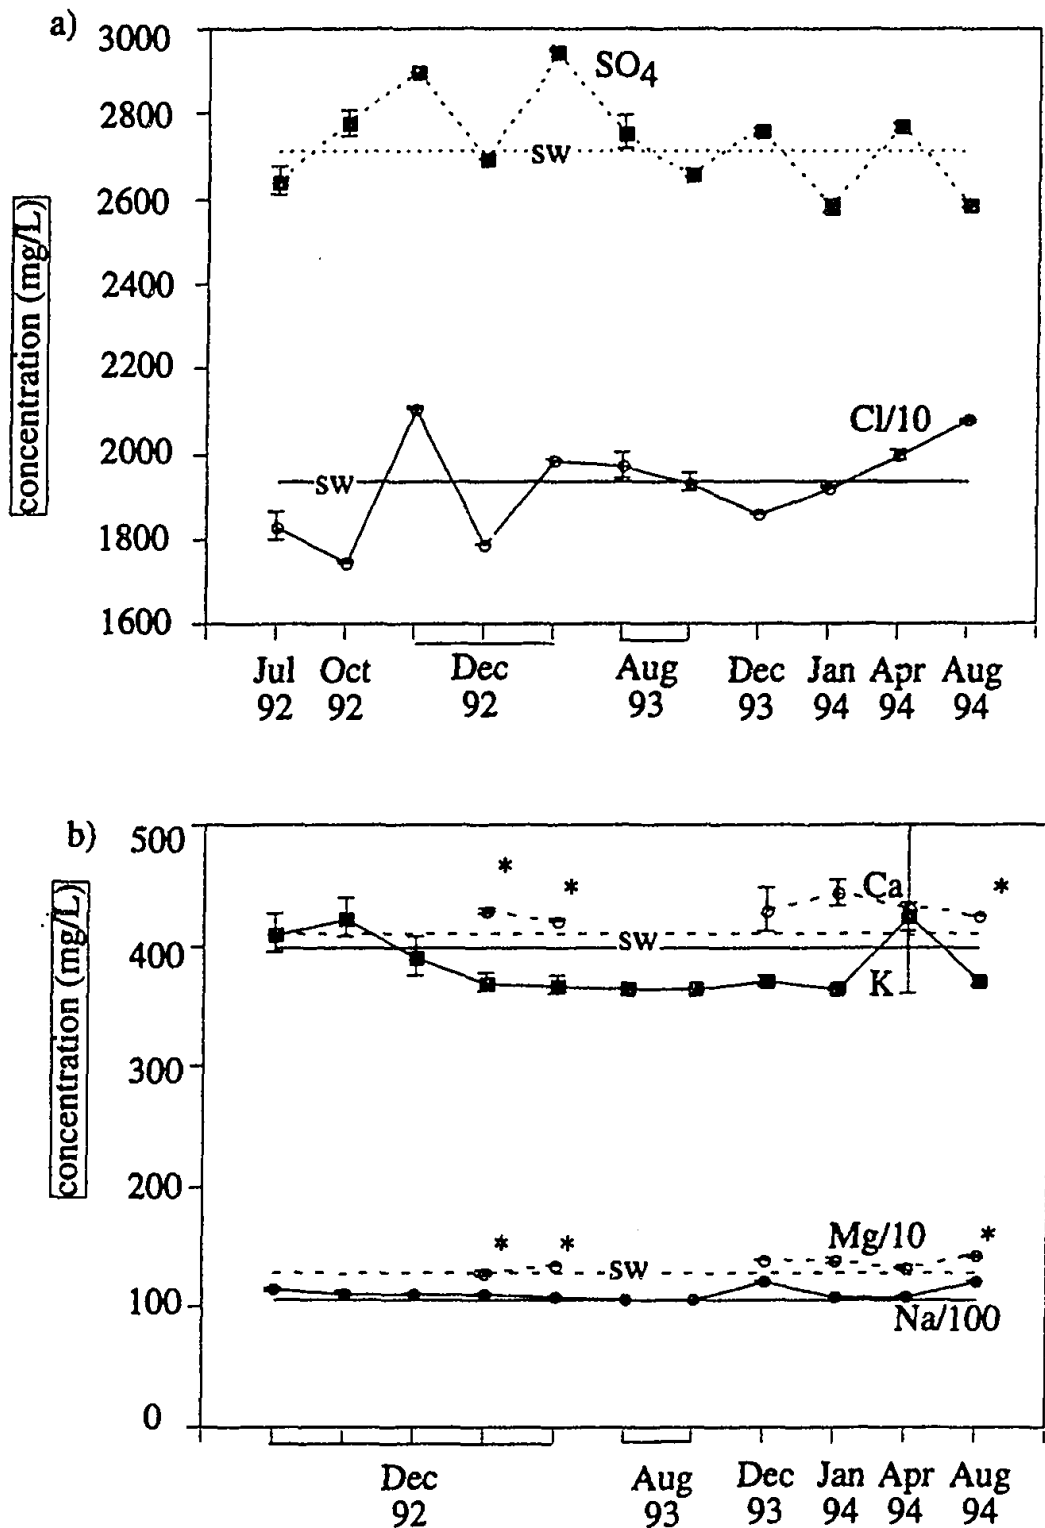 a)
3000
2800
2600
2400
2200
2000
1800
1600
concentration (mg/L)
SO4
sw
Cl/10
sw
Jul Oct Dec Aug Dec Jan Apr Aug
92 92 92 93 93 94 94 94
b)
500
400
300
200
100
0
concentration (mg/L)
* * Ca *
sw
K
* * Mg/10 *
sw
Na/100
Dec Aug Dec Jan Apr Aug
92 93 93 94 94 94